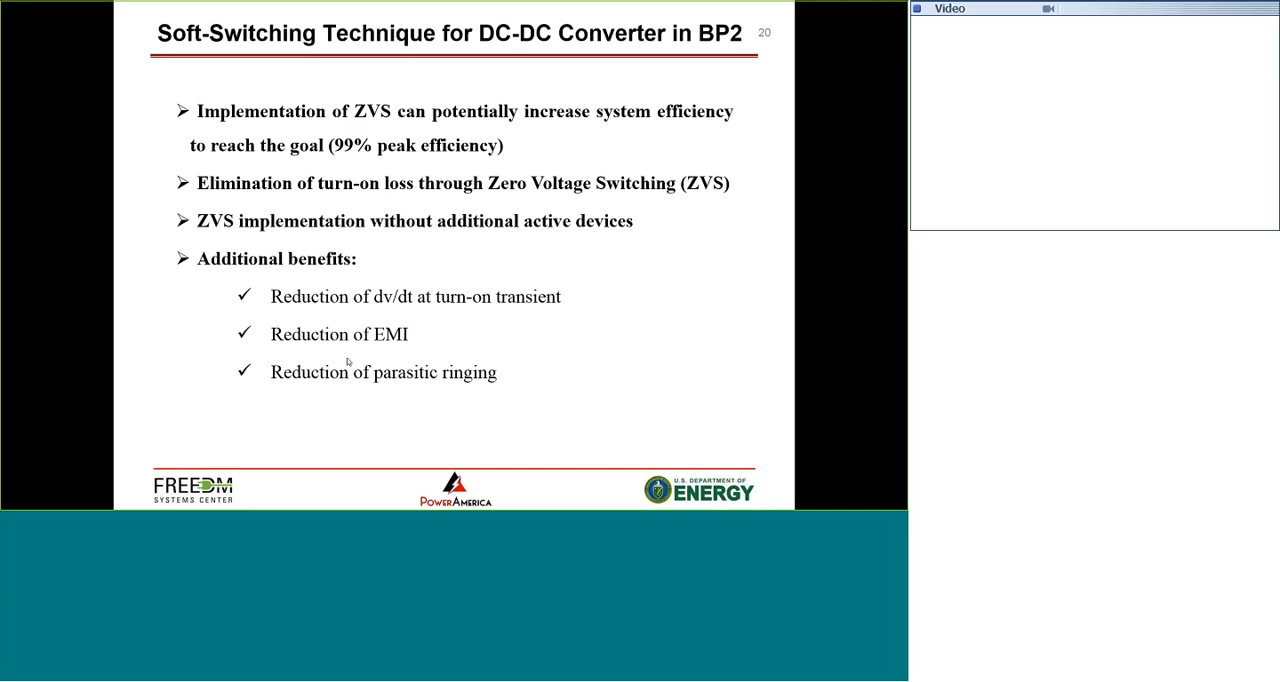 Soft-Switching Technique for DC-DC Converter in BP2
20
Video
➢ Implementation of ZVS can potentially increase system efficiency
to reach the goal (99% peak efficiency)
➢ Elimination of turn-on loss through Zero Voltage Switching (ZVS)
➢ ZVS implementation without additional active devices
➢ Additional benefits:
✓ Reduction of dv/dt at turn-on transient
✓ Reduction of EMI
✓ Reduction of parasitic ringing
FREEDM
SYSTEMS CENTER
POWERAMERICA
U.S. DEPARTMENT OF
ENERGY